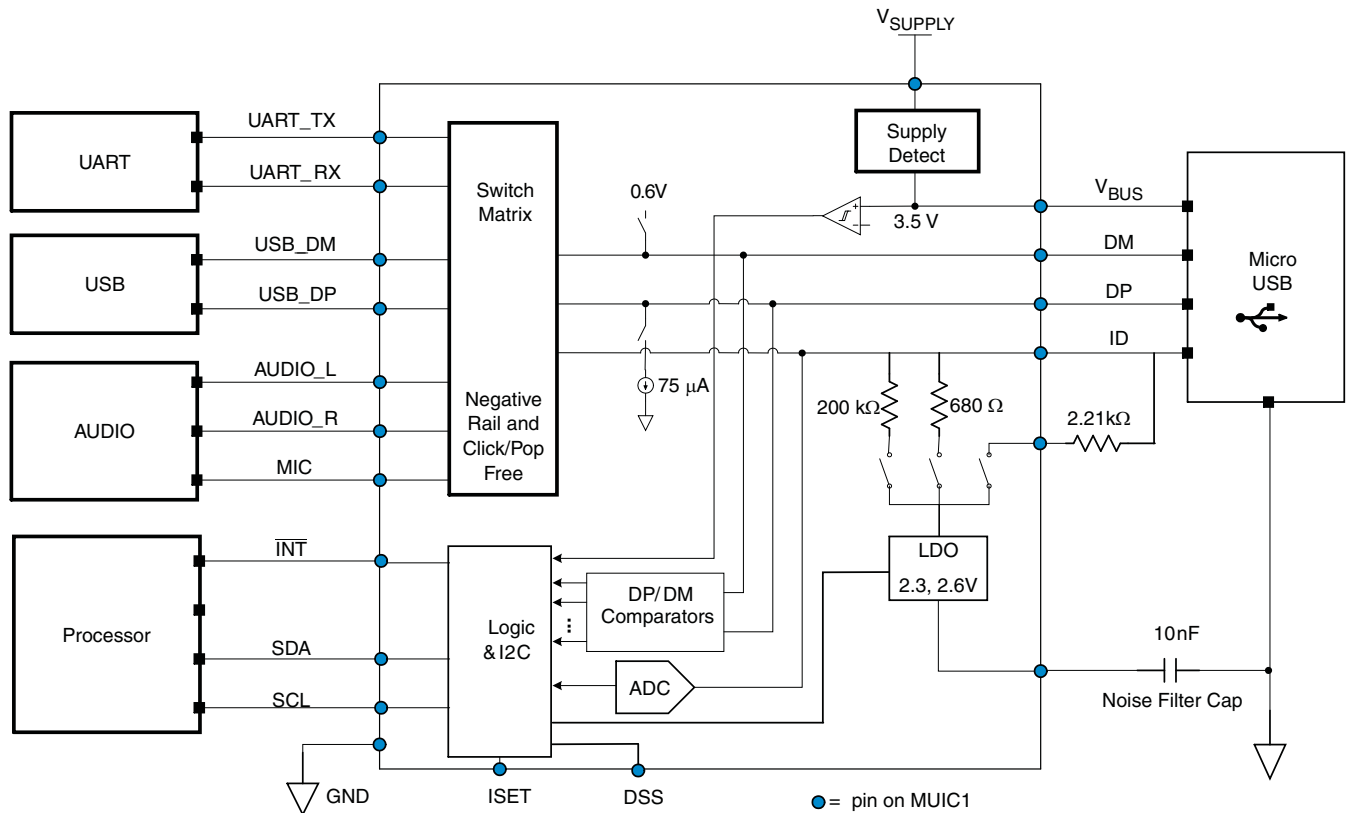 V_SUPPLY
UART_TX
UART_RX
UART
Supply
Detect
Switch
Matrix
0.6V
3.5 V
V_BUS
USB
USB_DM
USB_DP
DM
DP
ID
Micro
USB
AUDIO
AUDIO_L
AUDIO_R
MIC
Negative
Rail and
Click/Pop
Free
75 µA
200 kΩ
680 Ω
2.21kΩ
Processor
INT
SDA
SCL
Logic
& I2C
DP/DM
Comparators
ADC
LDO
2.3, 2.6V
10nF
Noise Filter Cap
GND
ISET
DSS
= pin on MUIC1